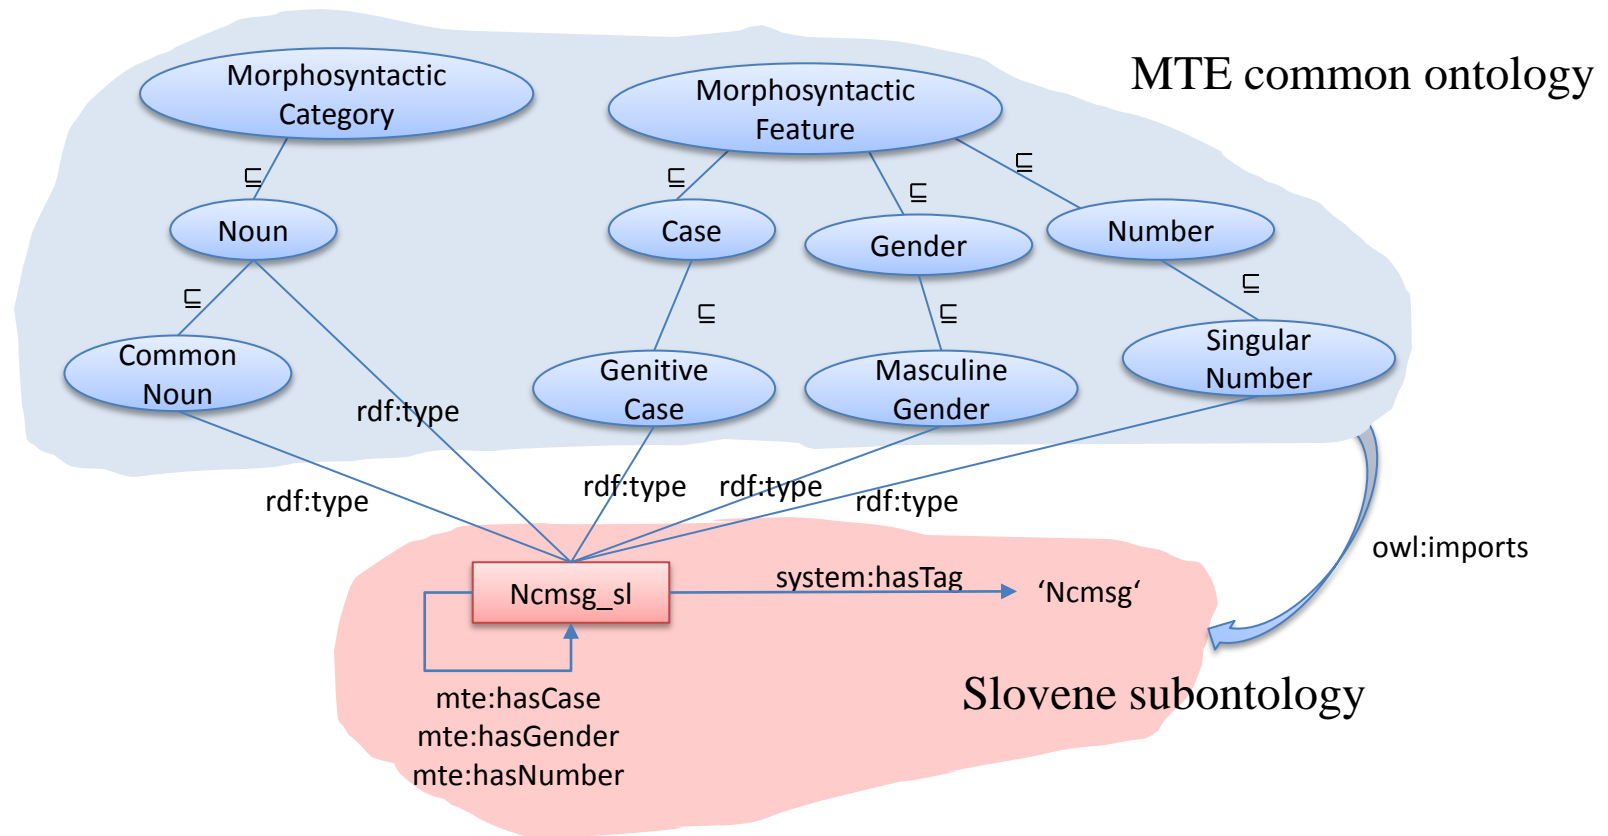 MTE common ontology
Morphosyntactic
Category
Morphosyntactic
Feature
⊑
⊑
⊑
⊑
Noun
Case
Gender
Number
⊑
⊑
⊑
⊑
Common
Noun
Genitive
Case
Masculine
Gender
Singular
Number
rdf:type
rdf:type
rdf:type
rdf:type
rdf:type
owl:imports
Ncmsg_sl
system:hasTag
‘Ncmsg‘
mte:hasCase
mte:hasGender
mte:hasNumber
Slovene subontology